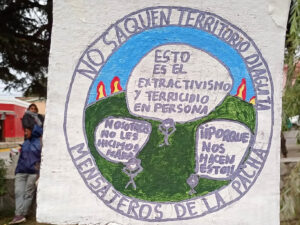 NO SAQUEN TERRITORIO DIAGUITA
ESTO
ES EL
EXTRACTIVISMO
Y TERRICIDIO
EN PERSONA
NOSOTROS
NO LES
HICIMOS
MAL
¡¡PORQUE
NOS
HACEN
ESTO!!
MENSAJEROS DE LA PACHA